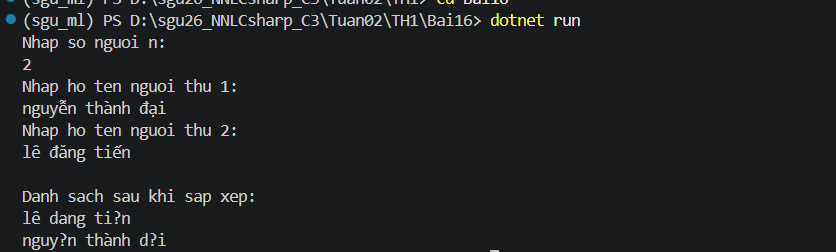 (sgu_ml) PS D:\sgu26_NNLCsharp_C3\Tuan02\TH1> cd Bai16
(sgu_ml) PS D:\sgu26_NNLCsharp_C3\Tuan02\TH1\Bai16> dotnet run
Nhap so nguoi n:
2
Nhap ho ten nguoi thu 1:
nguyễn thành đại
Nhap ho ten nguoi thu 2:
lê đăng tiến
Danh sach sau khi sap xep:
lê dang ti?n
nguy?n thành d?i